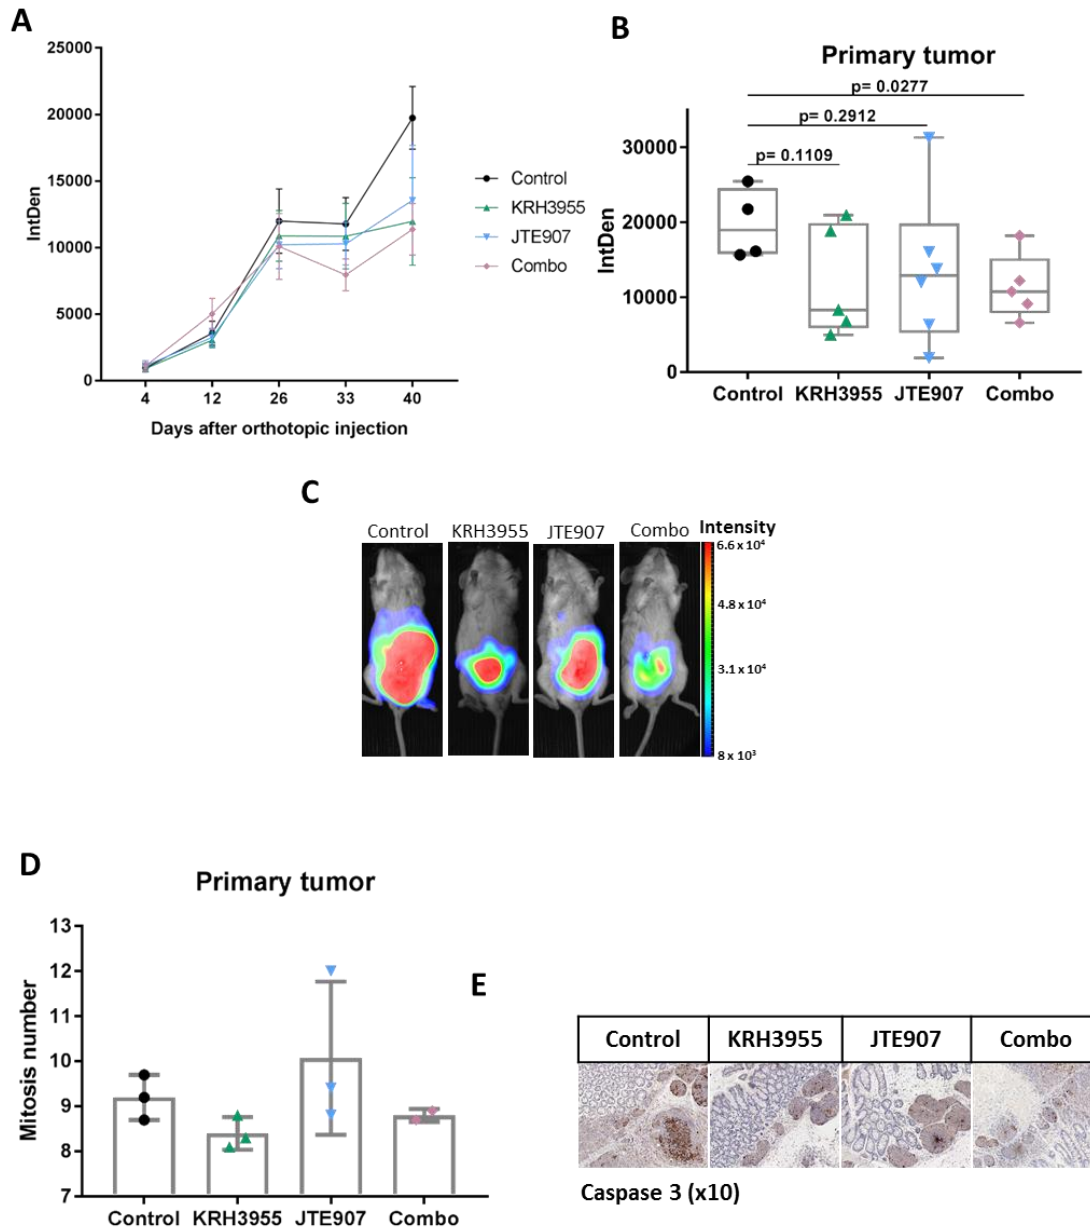 A
25000
20000
15000
10000
5000
0
IntDen
4 12 26 33 40
Days after orthotopic injection
Control
KRH3955
JTE907
Combo
B
Primary tumor
p= 0.0277
p= 0.2912
p= 0.1109
30000
20000
10000
0
IntDen
Control KRH3955 JTE907 Combo
C
Control KRH3955 JTE907 Combo Intensity
6.6 x 10⁴
4.8 x 10⁴
3.1 x 10⁴
8 x 10³
D
Primary tumor
13
12
11
10
9
8
7
Mitosis number
Control KRH3955 JTE907 Combo
E
Control KRH3955 JTE907 Combo
Caspase 3 (x10)